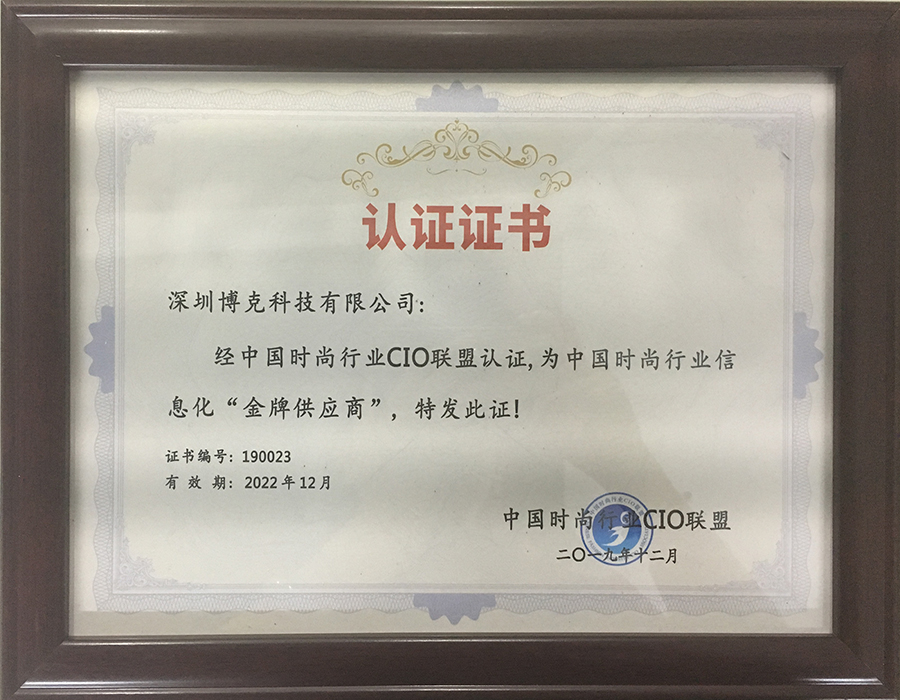 认证证书
深圳博克科技有限公司:
经中国时尚行业CIO联盟认证,为中国时尚行业信
息化“金牌供应商”，特发此证!
证书编号: 190023
有 效 期: 2022年12月
中国时尚行业CIO联盟
二〇一九年十二月